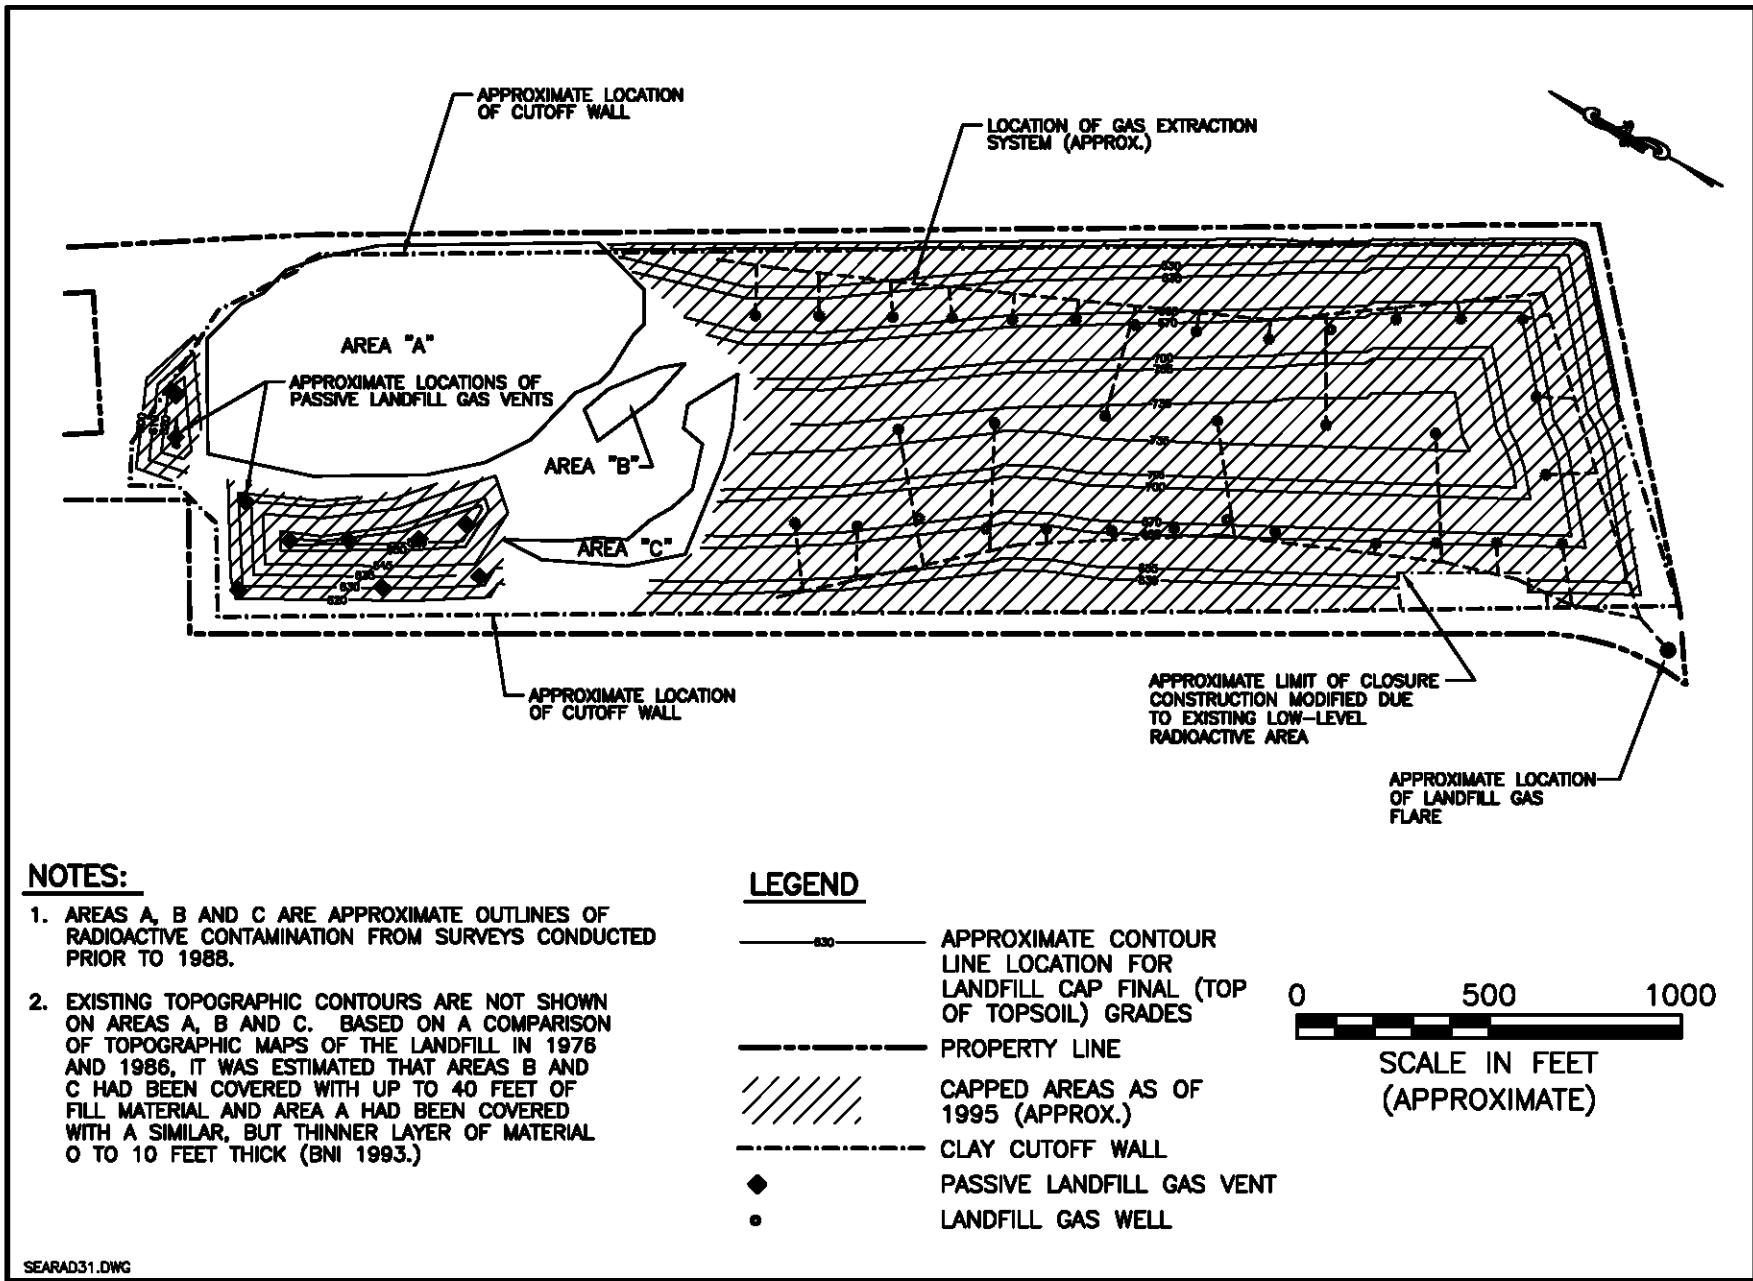 APPROXIMATE LOCATION
OF CUTOFF WALL
LOCATION OF GAS EXTRACTION
SYSTEM (APPROX.)
AREA "A"
APPROXIMATE LOCATIONS OF
PASSIVE LANDFILL GAS VENTS
AREA "B"
AREA "C"
670
700
730
700
670
630
620
APPROXIMATE LOCATION
OF CUTOFF WALL
APPROXIMATE LIMIT OF CLOSURE
CONSTRUCTION MODIFIED DUE
TO EXISTING LOW-LEVEL
RADIOACTIVE AREA
APPROXIMATE LOCATION
OF LANDFILL GAS
FLARE
NOTES:
1. AREAS A, B AND C ARE APPROXIMATE OUTLINES OF
RADIOACTIVE CONTAMINATION FROM SURVEYS CONDUCTED
PRIOR TO 1988.
2. EXISTING TOPOGRAPHIC CONTOURS ARE NOT SHOWN
ON AREAS A, B AND C. BASED ON A COMPARISON
OF TOPOGRAPHIC MAPS OF THE LANDFILL IN 1976
AND 1986, IT WAS ESTIMATED THAT AREAS B AND
C HAD BEEN COVERED WITH UP TO 40 FEET OF
FILL MATERIAL AND AREA A HAD BEEN COVERED
WITH A SIMILAR, BUT THINNER LAYER OF MATERIAL
0 TO 10 FEET THICK (BNI 1993.)
LEGEND
630
APPROXIMATE CONTOUR
LINE LOCATION FOR
LANDFILL CAP FINAL (TOP
OF TOPSOIL) GRADES
PROPERTY LINE
CAPPED AREAS AS OF
1995 (APPROX.)
CLAY CUTOFF WALL
PASSIVE LANDFILL GAS VENT
LANDFILL GAS WELL
0 500 1000
SCALE IN FEET
(APPROXIMATE)
SEARAD31.DWG